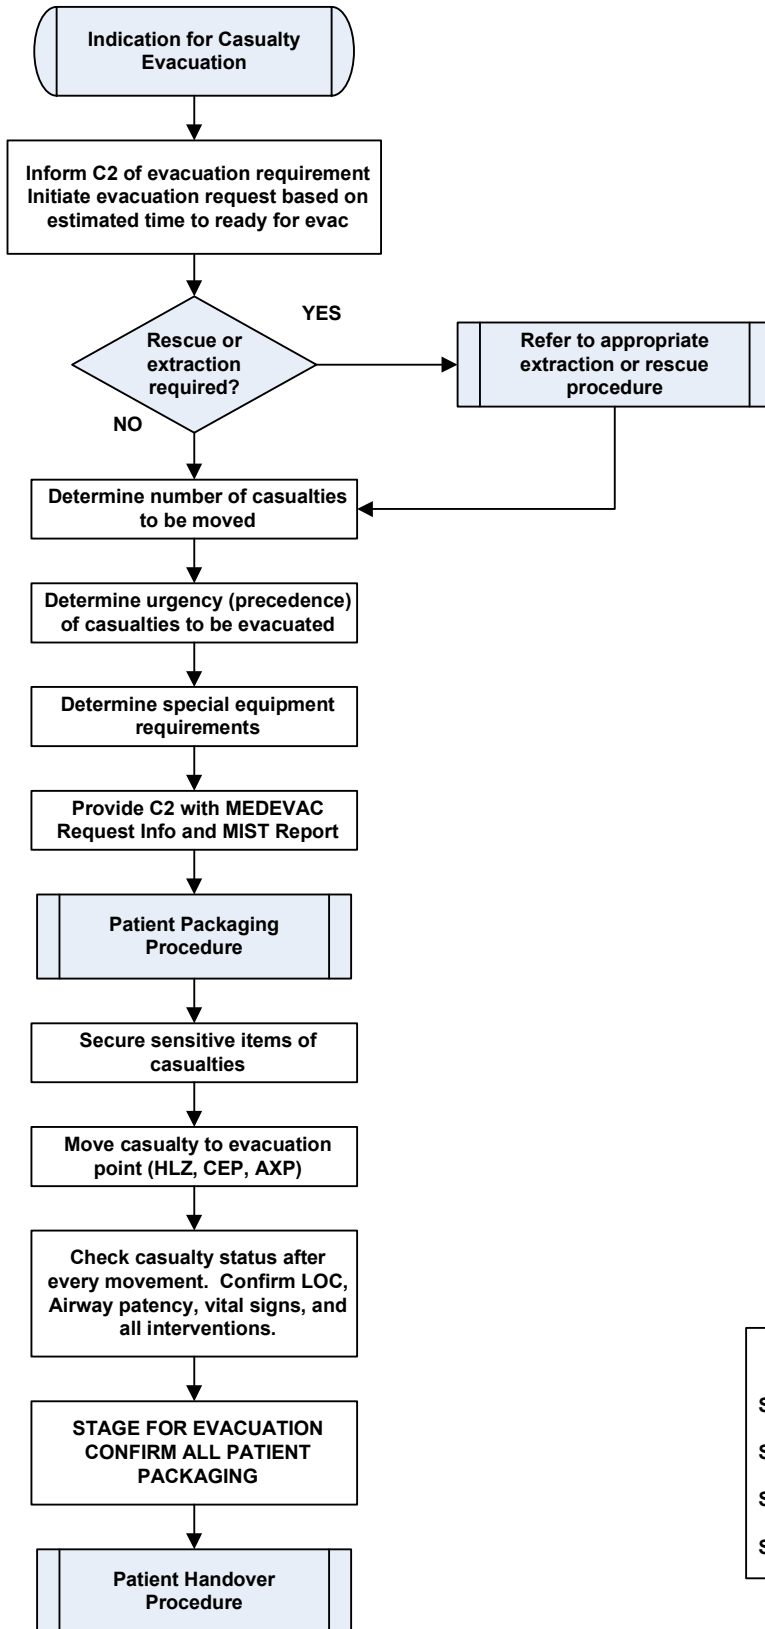 Indication for Casualty
Evacuation
Inform C2 of evacuation requirement
Initiate evacuation request based on
estimated time to ready for evac
YES
Rescue or
extraction
required?
Refer to appropriate
extraction or rescue
procedure
NO
Determine number of casualties
to be moved
Determine urgency (precedence)
of casualties to be evacuated
Determine special equipment
requirements
Provide C2 with MEDEVAC
Request Info and MIST Report
Patient Packaging
Procedure
Secure sensitive items of
casualties
Move casualty to evacuation
point (HLZ, CEP, AXP)
Check casualty status after
every movement.  Confirm LOC,
Airway patency, vital signs, and
all interventions.
STAGE FOR EVACUATION
CONFIRM ALL PATIENT
PACKAGING
Patient Handover
Procedure